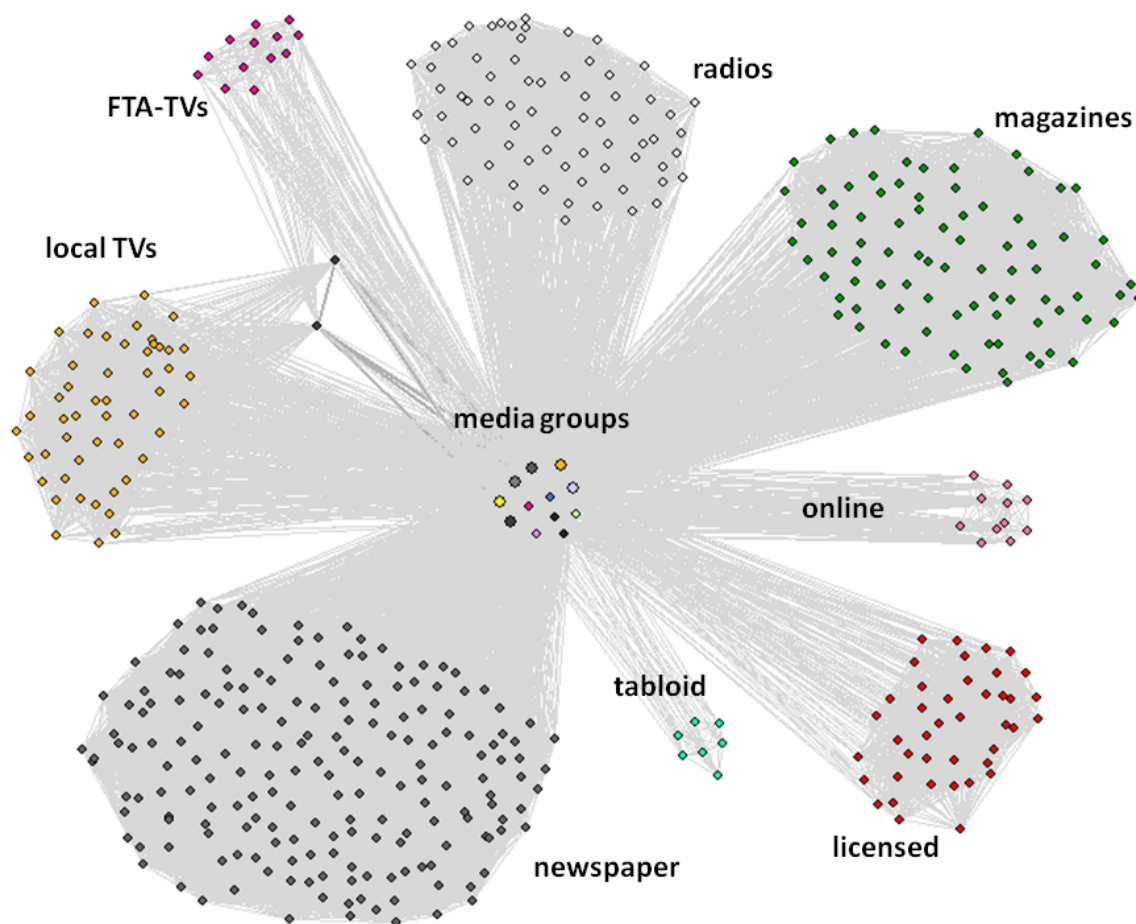 radios
FTA-TVs
magazines
local TVs
media groups
online
tabloid
licensed
newspaper